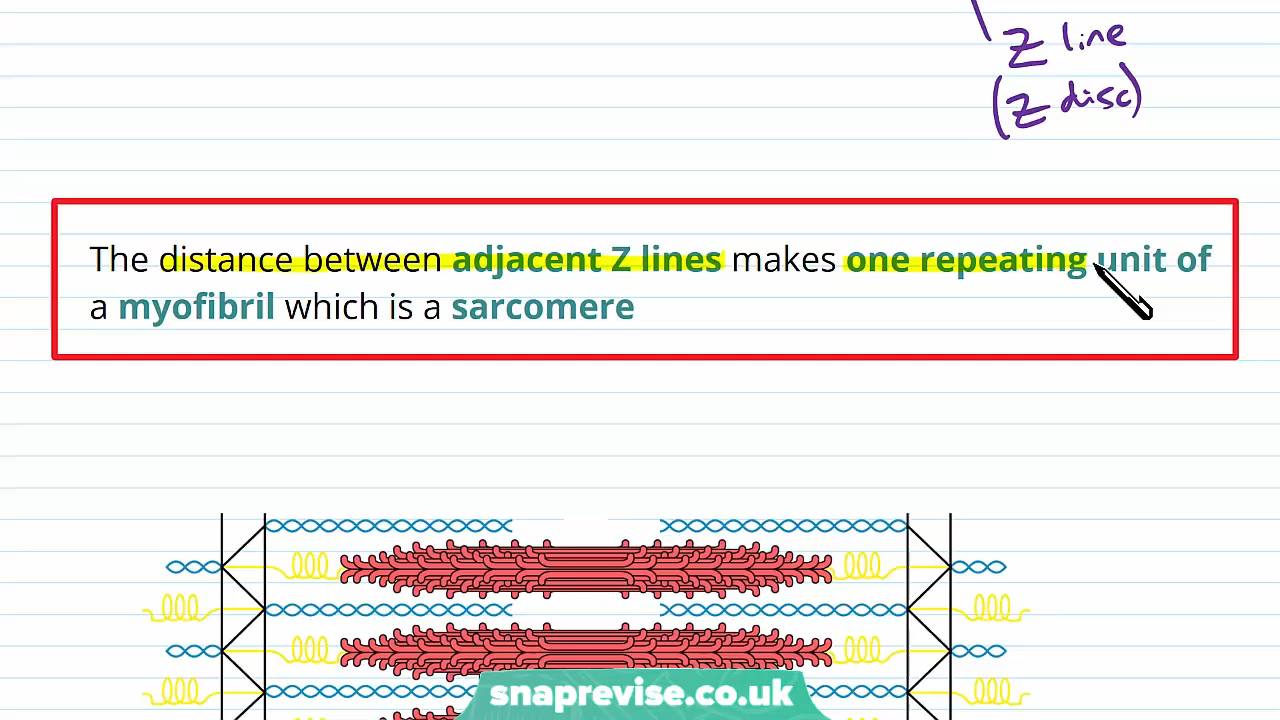 Z line
(Z disc)
The distance between adjacent Z lines makes one repeating unit of
a myofibril which is a sarcomere
snaprevise.co.uk